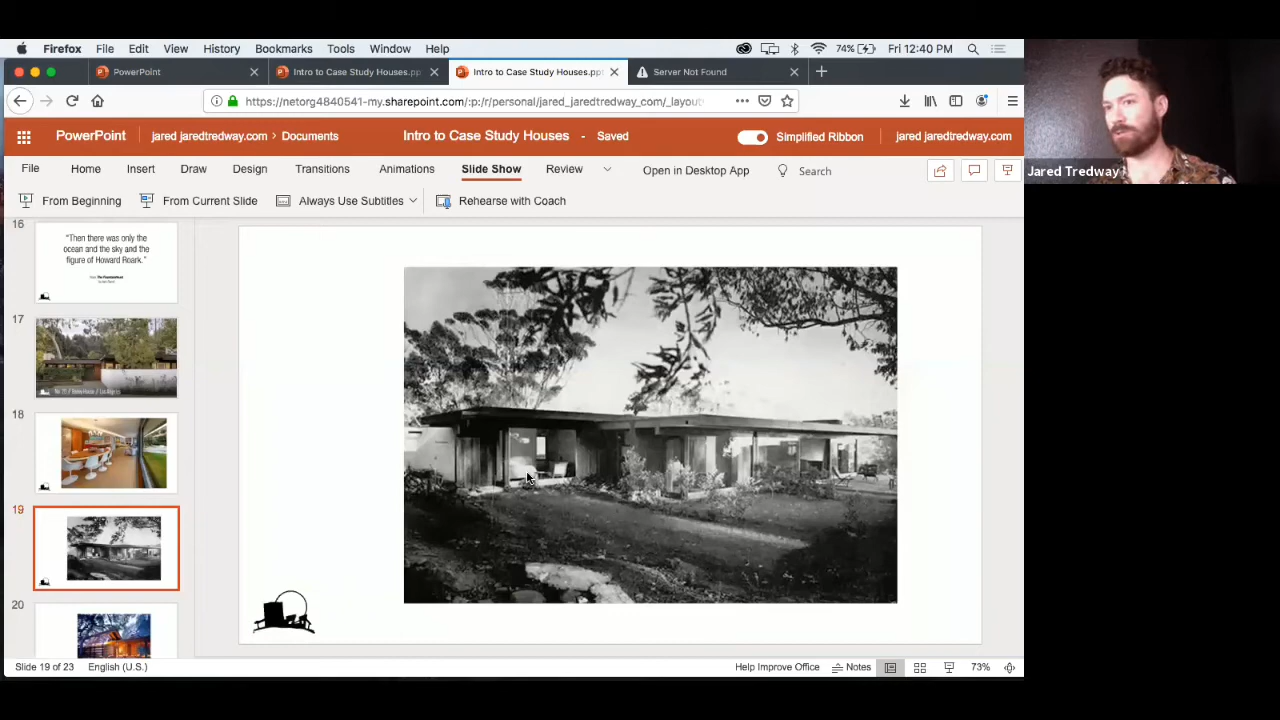 Firefox File Edit View History Bookmarks Tools Window Help 74% Fri 12:40 PM
PowerPoint Intro to Case Study Houses.pp Intro to Case Study Houses.ppt Server Not Found
https://netorg4840541-my.sharepoint.com/:p:/r/personal/jared_jaredtredway_com/_layout
PowerPoint jared jaredtredway.com > Documents Intro to Case Study Houses - Saved Simplified Ribbon jared jaredtredway.com
Jared Tredway
File Home Insert Draw Design Transitions Animations Slide Show Review Open in Desktop App Search
From Beginning From Current Slide Always Use Subtitles Rehearse with Coach
16
"Then there was only the
ocean and the sky and the
figure of Howard Roark."
17
18
19
20
Slide 19 of 23 English (U.S.) Help Improve Office Notes 73%